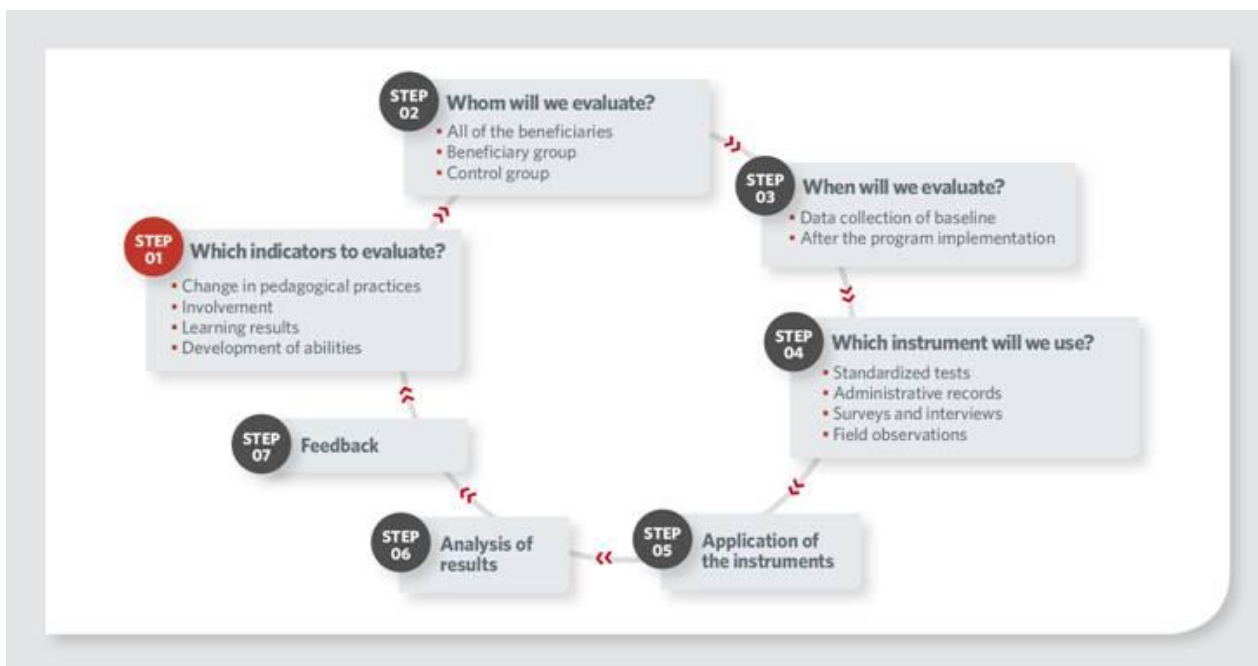 STEP
01
Which indicators to evaluate?
• Change in pedagogical practices
• Involvement
• Learning results
• Development of abilities
STEP
02
Whom will we evaluate?
• All of the beneficiaries
• Beneficiary group
• Control group
STEP
03
When will we evaluate?
• Data collection of baseline
• After the program implementation
STEP
04
Which instrument will we use?
• Standardized tests
• Administrative records
• Surveys and interviews
• Field observations
STEP
05
Application of
the instruments
STEP
06
Analysis of
results
STEP
07
Feedback